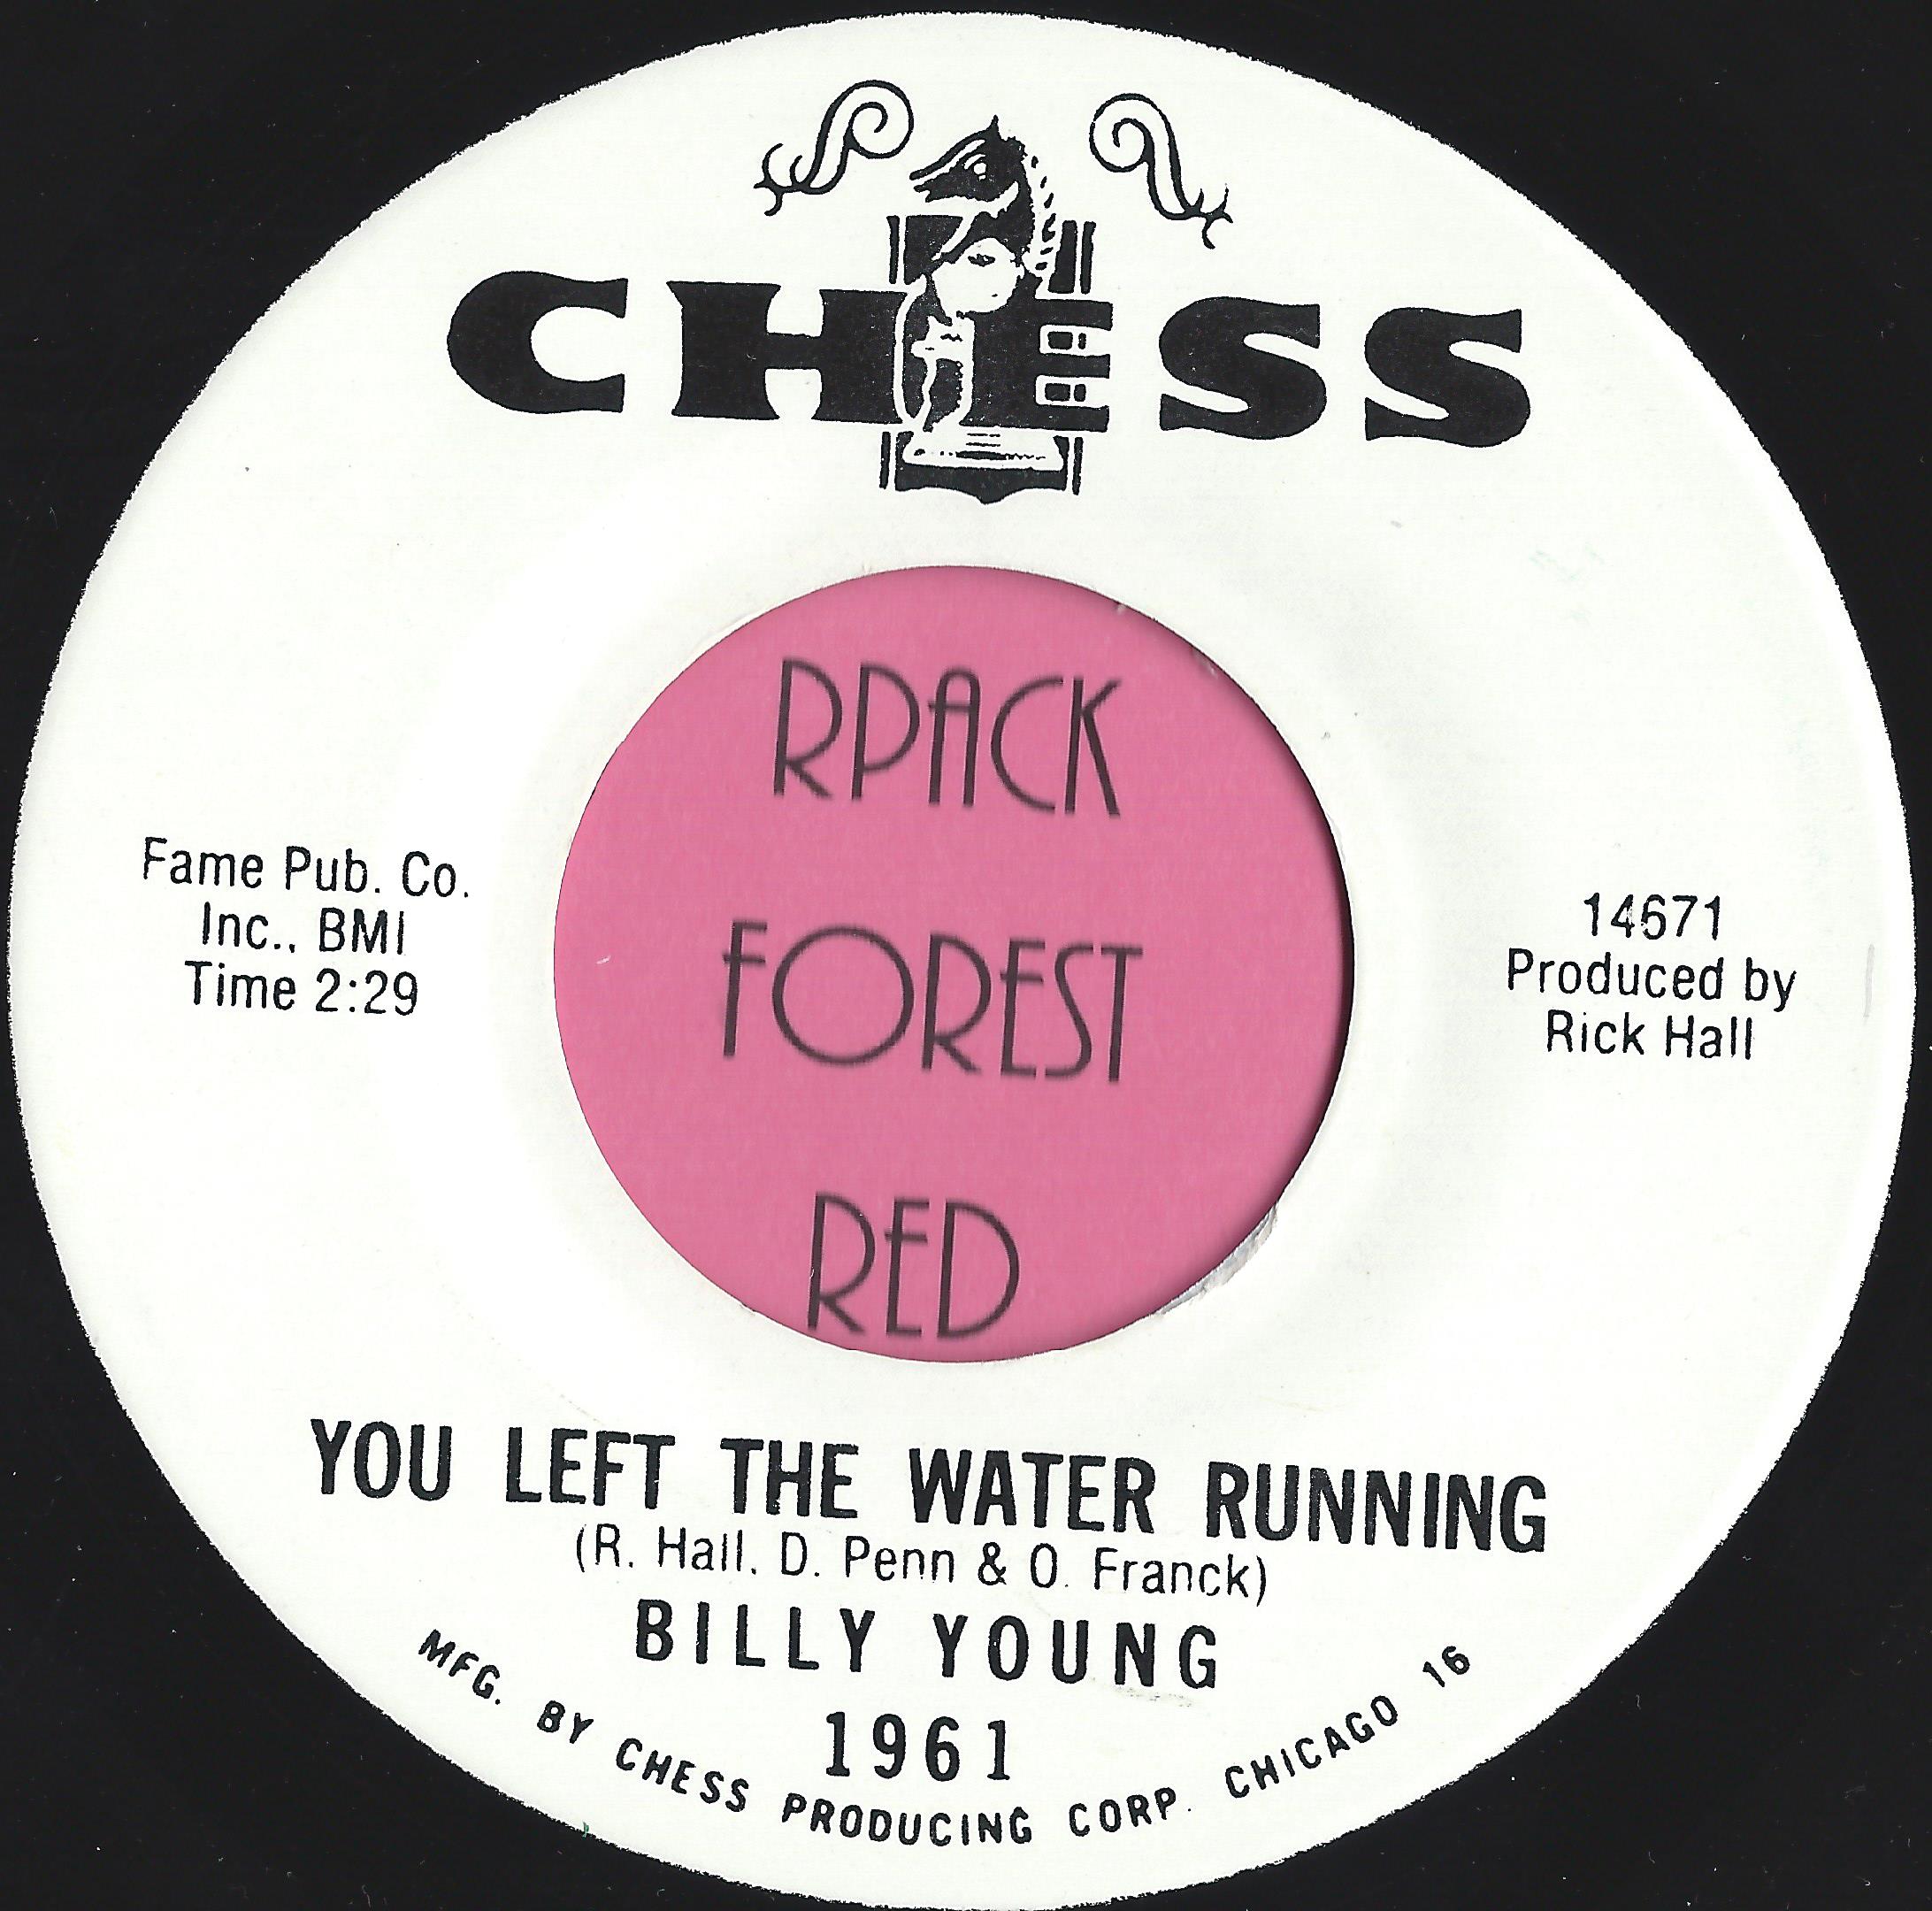 CHESS
Fame Pub. Co.
Inc., BMI
Time 2:29
14671
Produced by
Rick Hall
RPACK
FOREST
RED
YOU LEFT THE WATER RUNNING
(R. Hall, D. Penn & O. Franck)
BILLY YOUNG
1961
MFG. BY CHESS PRODUCING CORP. CHICAGO 16